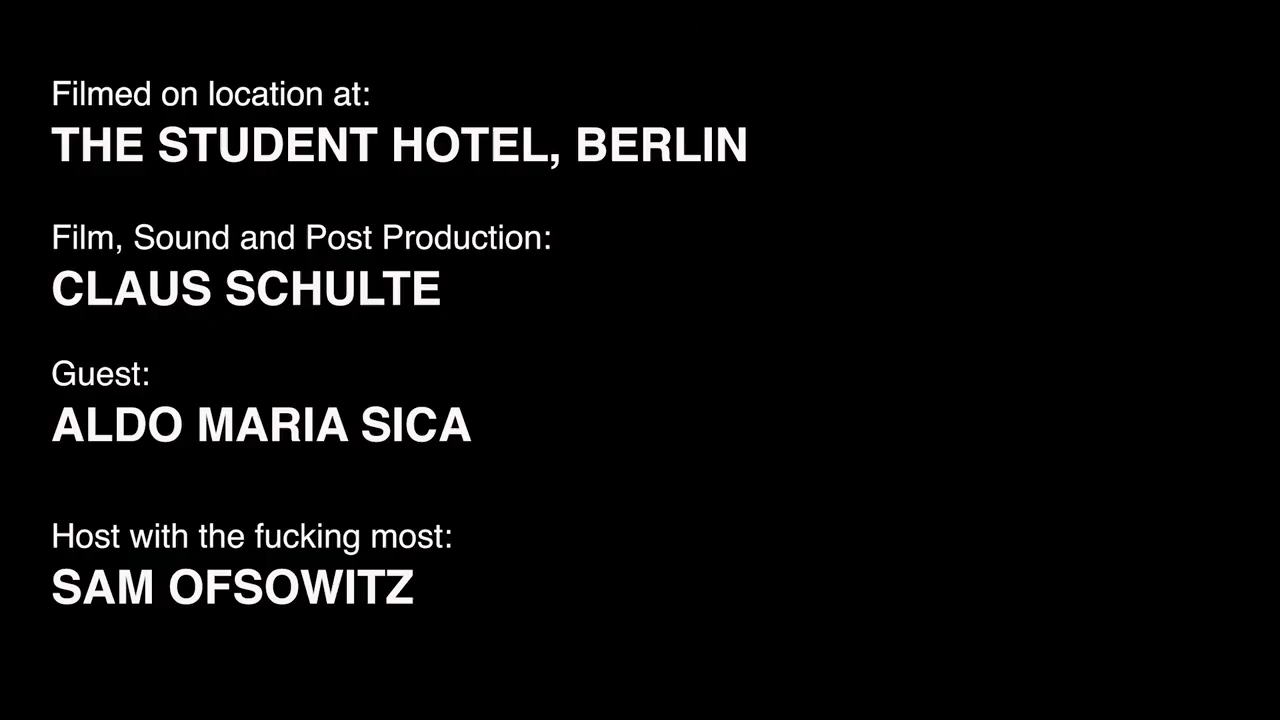 Filmed on location at:
THE STUDENT HOTEL, BERLIN
Film, Sound and Post Production:
CLAUS SCHULTE
Guest:
ALDO MARIA SICA
Host with the fucking most:
SAM OFSOWITZ